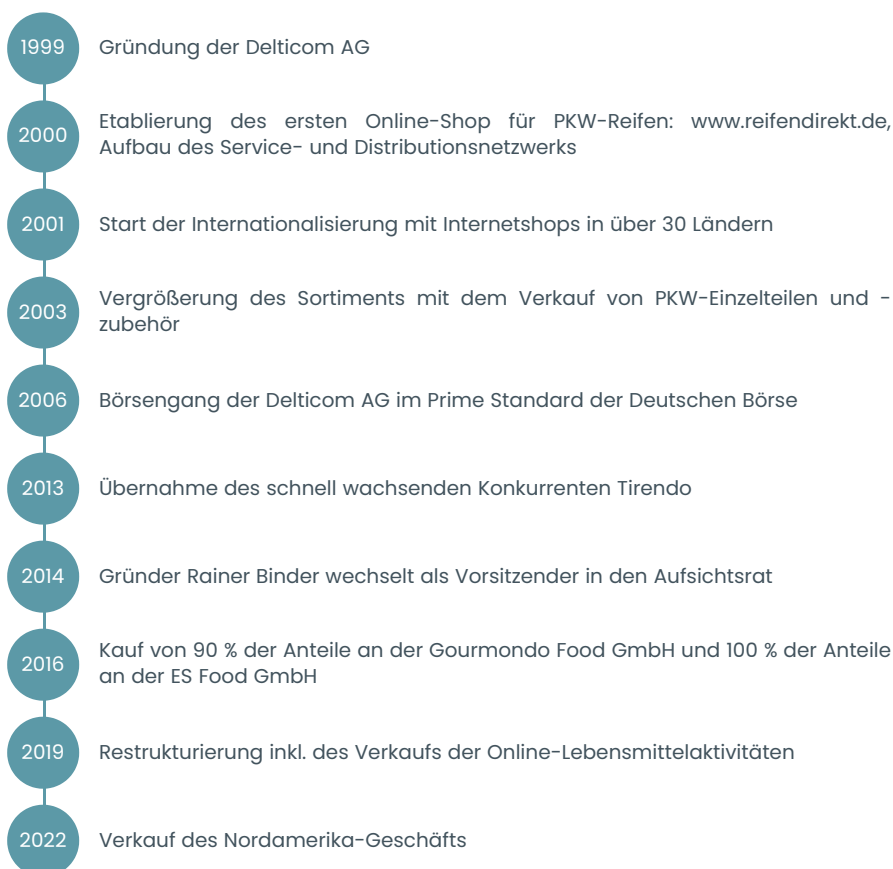 1999
Gründung der Delticom AG
2000
Etablierung des ersten Online-Shop für PKW-Reifen: www.reifendirekt.de,
Aufbau des Service- und Distributionsnetzwerks
2001
Start der Internationalisierung mit Internetshops in über 30 Ländern
2003
Vergrößerung des Sortiments mit dem Verkauf von PKW-Einzelteilen und -
zubehör
2006
Börsengang der Delticom AG im Prime Standard der Deutschen Börse
2013
Übernahme des schnell wachsenden Konkurrenten Tirendo
2014
Gründer Rainer Binder wechselt als Vorsitzender in den Aufsichtsrat
2016
Kauf von 90 % der Anteile an der Gourmondo Food GmbH und 100 % der Anteile
an der ES Food GmbH
2019
Restrukturierung inkl. des Verkaufs der Online-Lebensmittelaktivitäten
2022
Verkauf des Nordamerika-Geschäfts